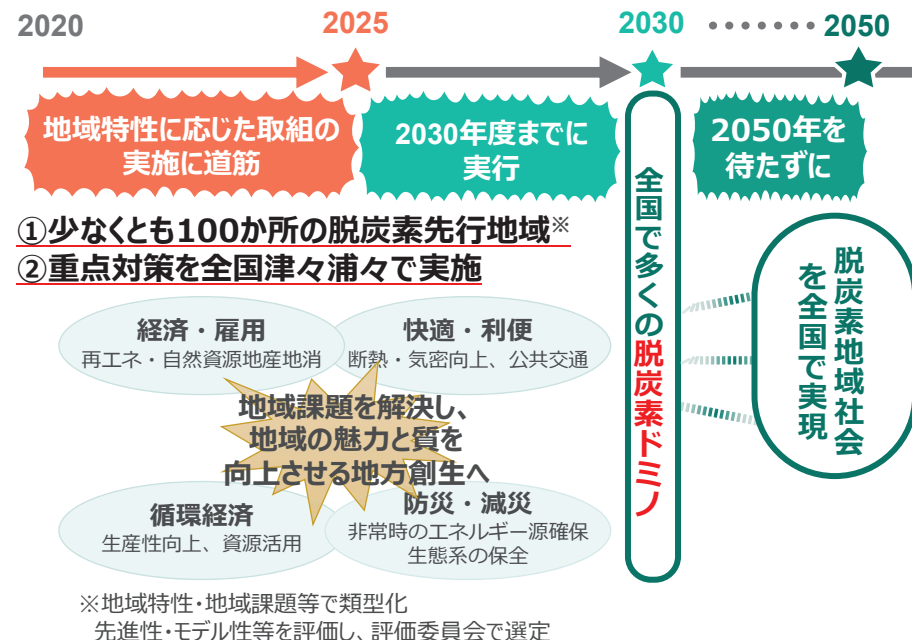 2020
2025
2030
・・・・・・・
2050
地域特性に応じた取組の
実施に道筋
2030年度までに
実行
2050年を
待たずに
①少なくとも100か所の脱炭素先行地域※
②重点対策を全国津々浦々で実施
経済・雇用
再エネ・自然資源地産地消
快適・利便
断熱・気密向上、公共交通
地域課題を解決し、
地域の魅力と質を
向上させる地方創生へ
循環経済
生産性向上、資源活用
防災・減災
非常時のエネルギー源確保
生態系の保全
全国で多くの脱炭素ドミノ
脱炭素地域社会
を全国で実現
※地域特性・地域課題等で類型化
先進性・モデル性等を評価し、評価委員会で選定